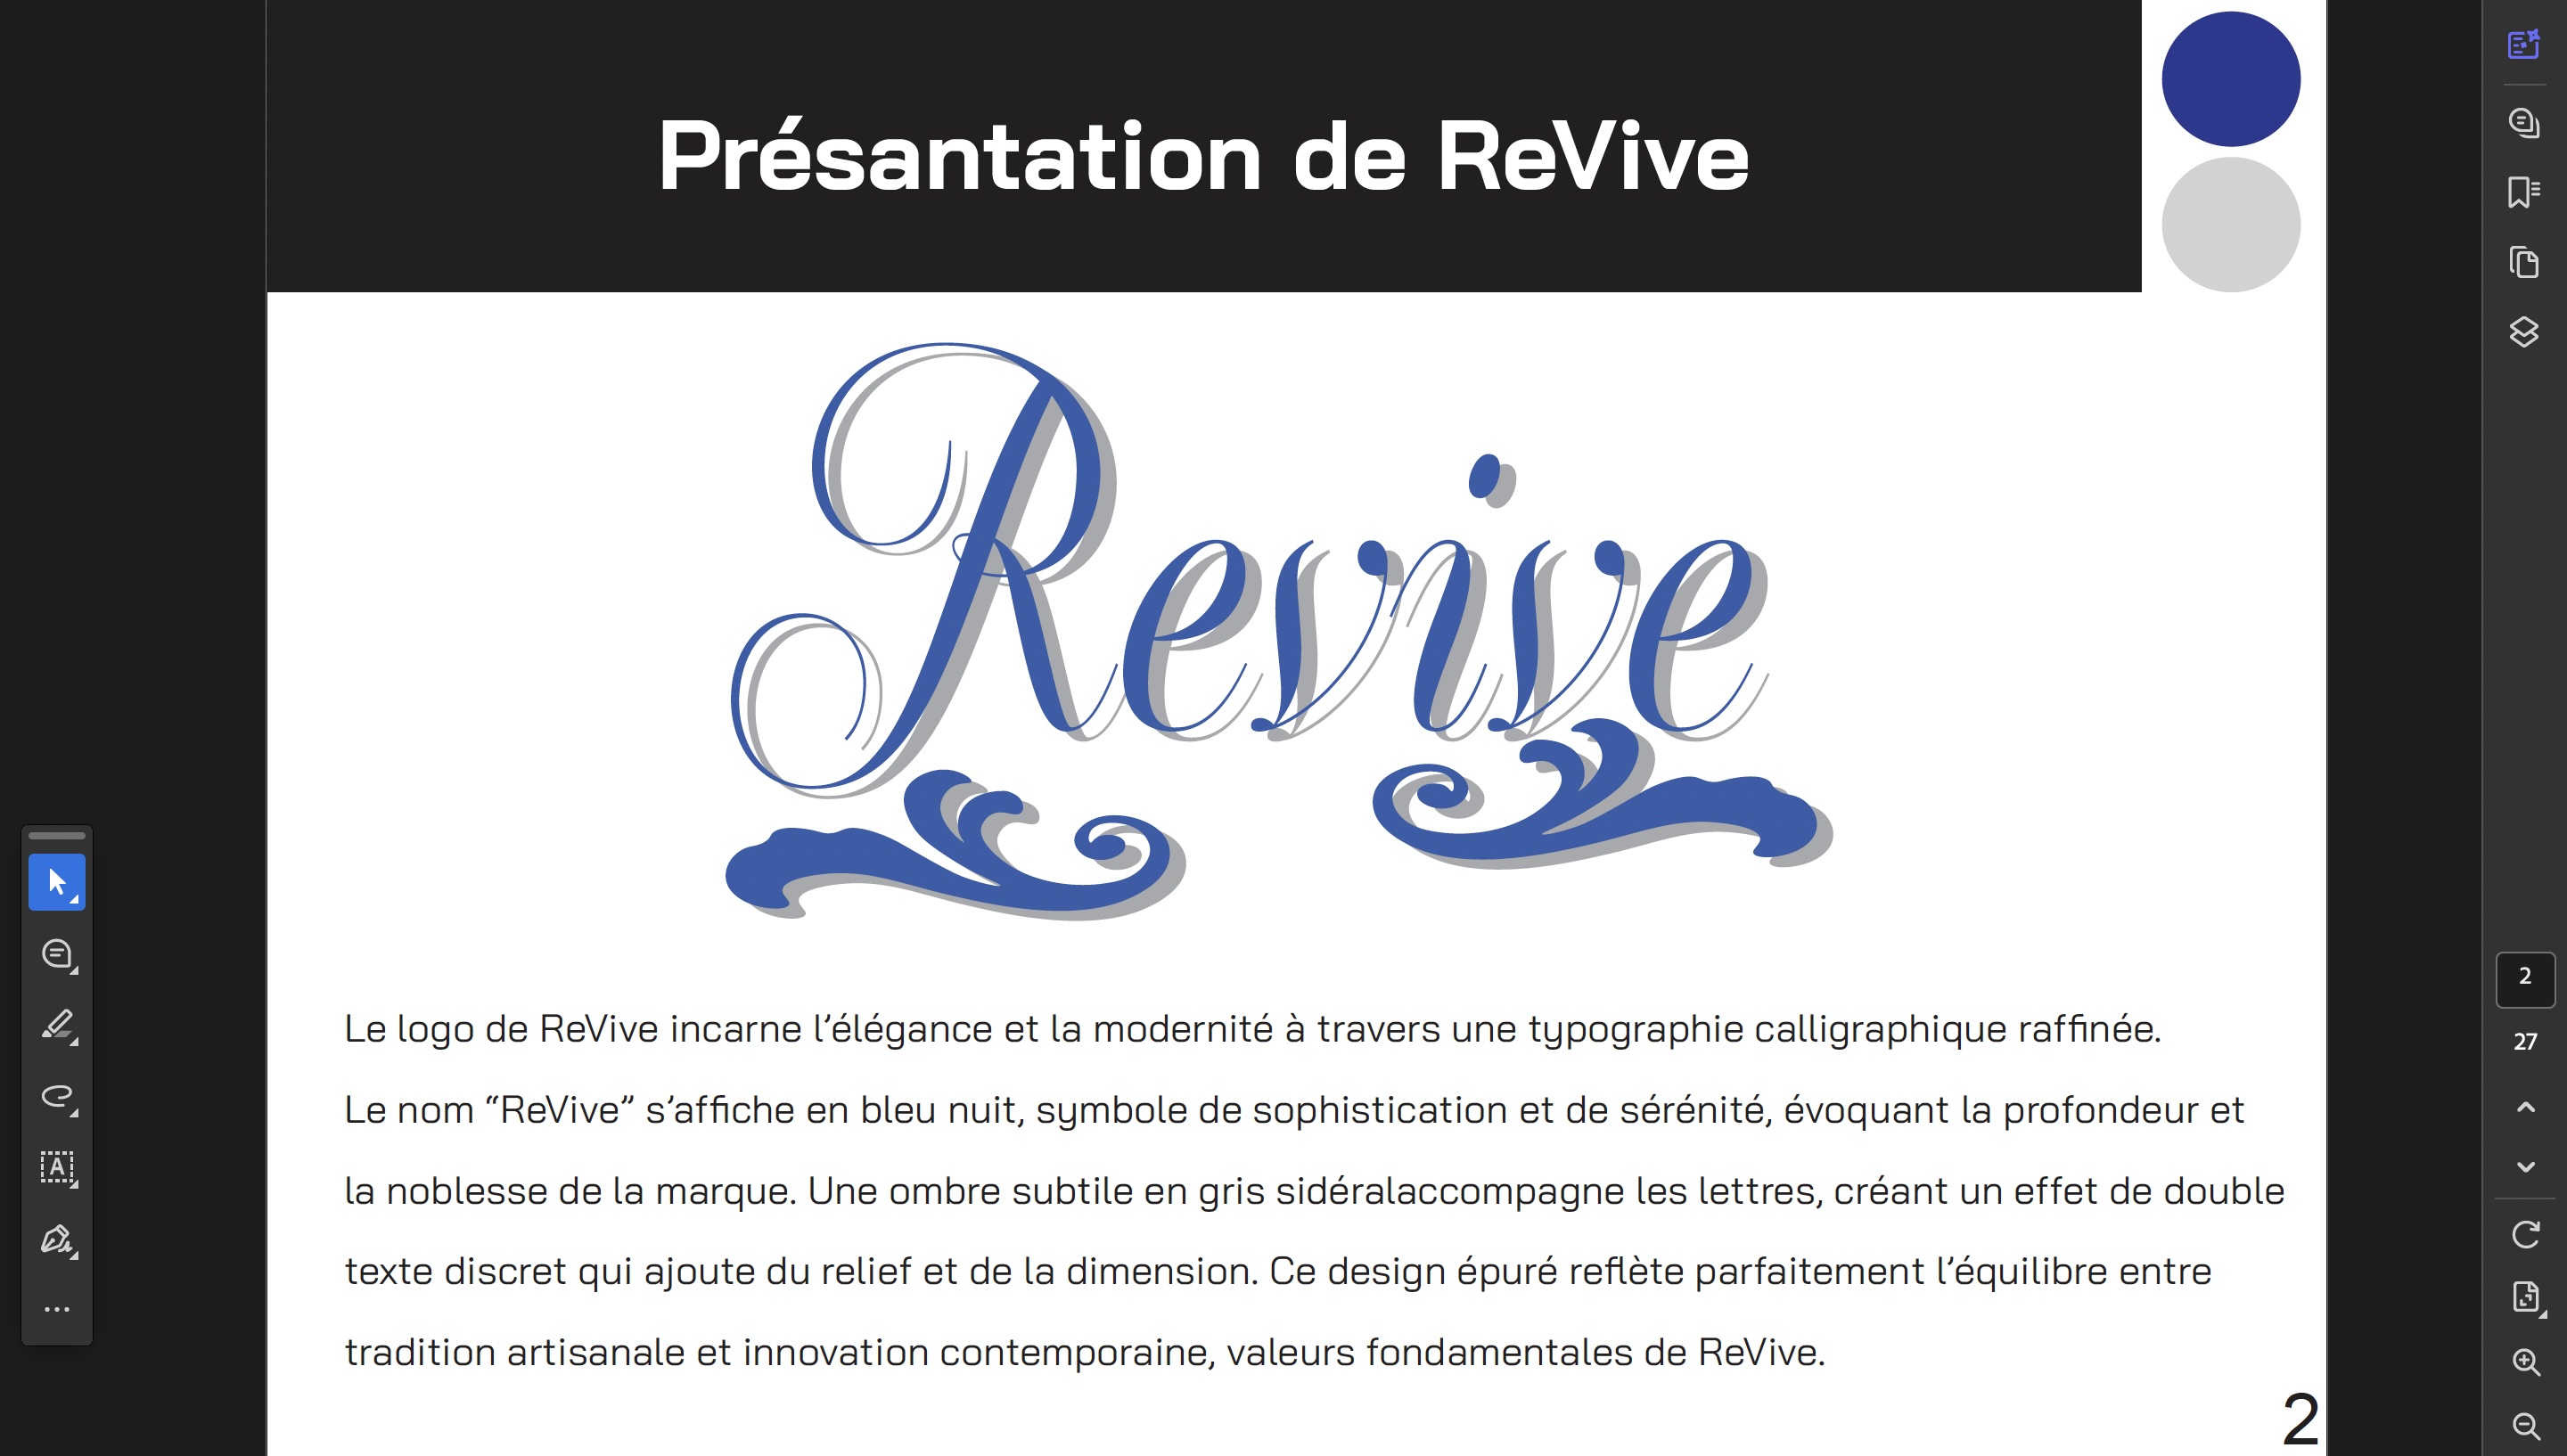 Présantation de ReVive
Revive
Le logo de ReVive incarne l’élégance et la modernité à travers une typographie calligraphique raffinée.
Le nom “ReVive” s’affiche en bleu nuit, symbole de sophistication et de sérénité, évoquant la profondeur et
la noblesse de la marque. Une ombre subtile en gris sidéralaccompagne les lettres, créant un effet de double
texte discret qui ajoute du relief et de la dimension. Ce design épuré reflète parfaitement l’équilibre entre
tradition artisanale et innovation contemporaine, valeurs fondamentales de ReVive.
2
2
27